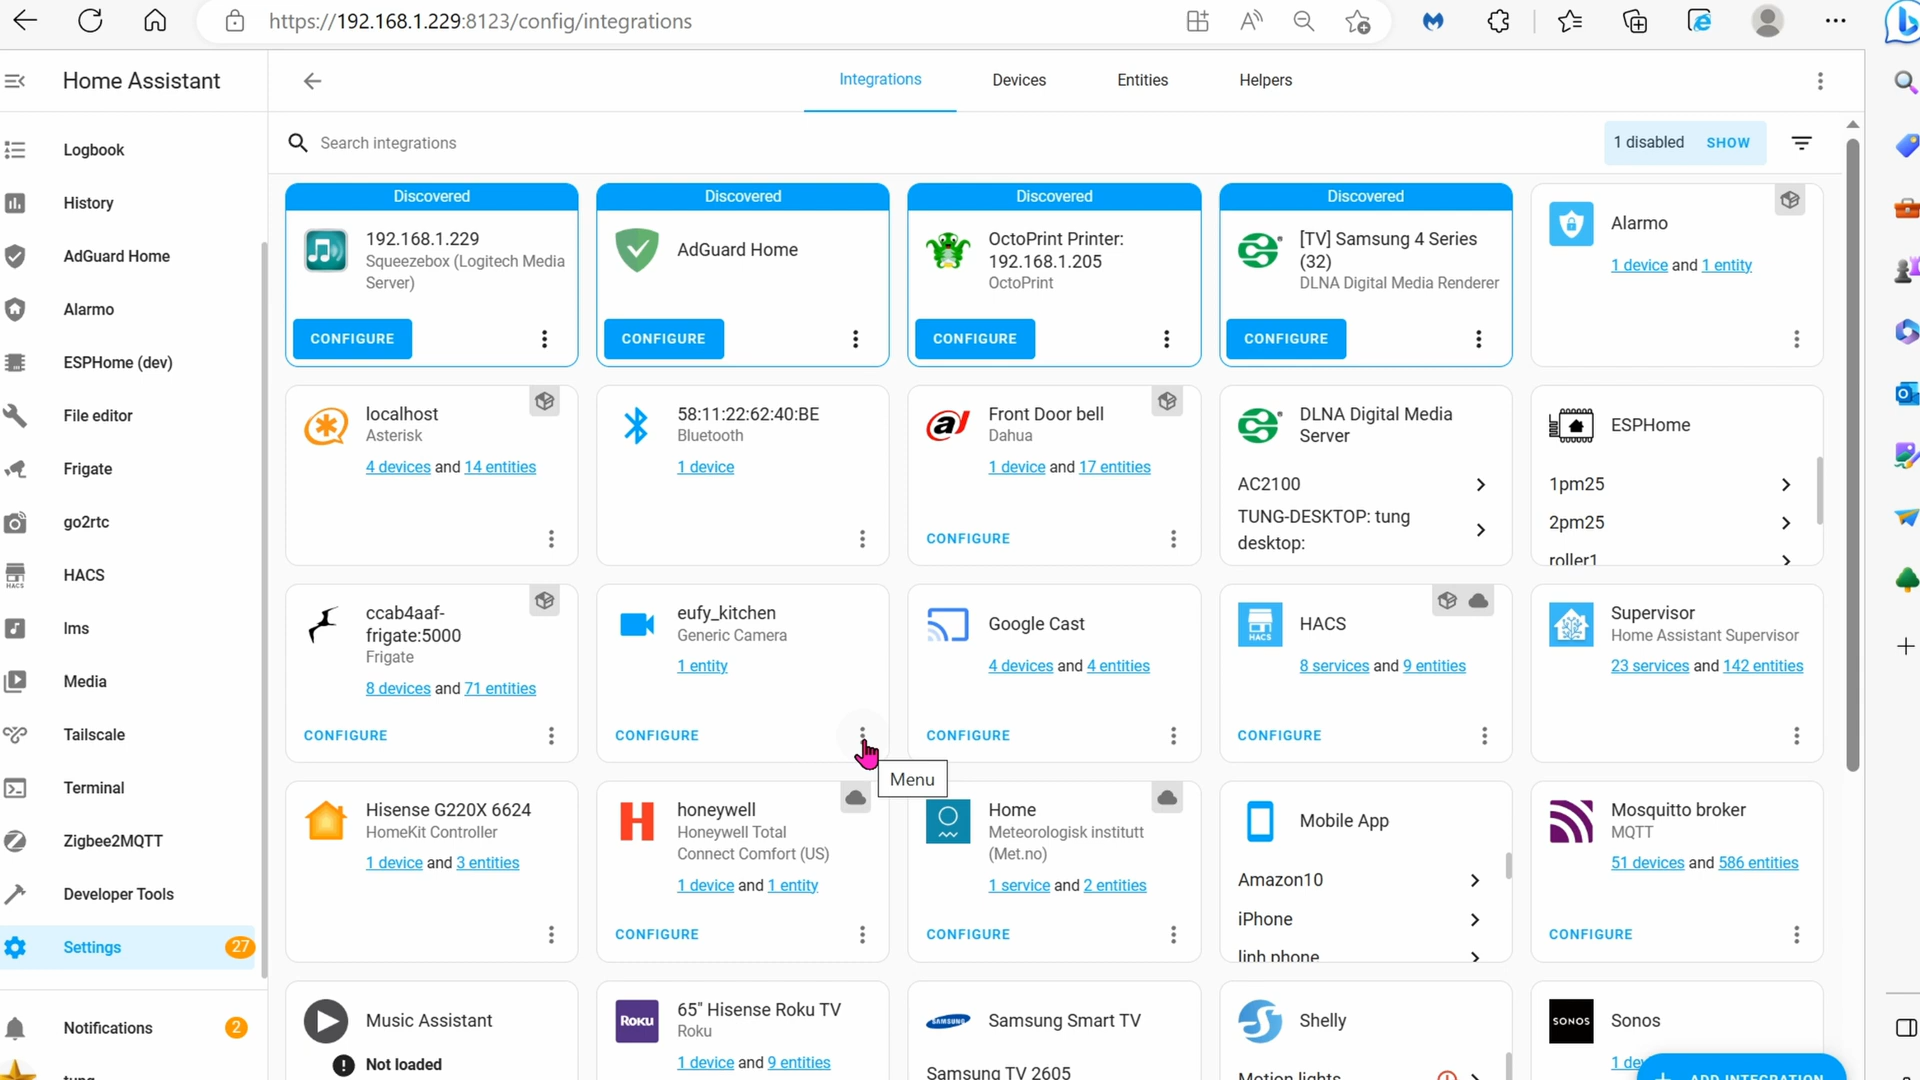 https://192.168.1.229:8123/config/integrations
Home Assistant
Integrations
Devices
Entities
Helpers
Logbook
History
AdGuard Home
Alarmo
ESPHome (dev)
File editor
Frigate
go2rtc
HACS
HACS
lms
Media
Tailscale
Terminal
Zigbee2MQTT
Developer Tools
Settings
27
Notifications
2
Search integrations
1 disabled
SHOW
Discovered
192.168.1.229
Squeezebox (Logitech Media
Server)
CONFIGURE
Discovered
AdGuard Home
CONFIGURE
Discovered
OctoPrint Printer:
192.168.1.205
OctoPrint
CONFIGURE
Discovered
[TV] Samsung 4 Series
(32)
DLNA Digital Media Renderer
CONFIGURE
Alarmo
1 device and 1 entity
localhost
Asterisk
4 devices and 14 entities
58:11:22:62:40:BE
Bluetooth
1 device
Front Door bell
Dahua
1 device and 17 entities
CONFIGURE
DLNA Digital Media
Server
AC2100
TUNG-DESKTOP: tung
desktop:
ESPHome
1pm25
2pm25
roller1
ccab4aaf-
frigate:5000
Frigate
8 devices and 71 entities
CONFIGURE
eufy_kitchen
Generic Camera
1 entity
CONFIGURE
Menu
Google Cast
4 devices and 4 entities
CONFIGURE
HACS
HACS
8 services and 9 entities
CONFIGURE
Supervisor
Home Assistant Supervisor
23 services and 142 entities
Hisense G220X 6624
HomeKit Controller
1 device and 3 entities
honeywell
Honeywell Total
Connect Comfort (US)
1 device and 1 entity
CONFIGURE
Home
Meteorologisk institutt
(Met.no)
1 service and 2 entities
CONFIGURE
Mobile App
Amazon10
iPhone
linh phone
Mosquitto broker
MQTT
51 devices and 586 entities
CONFIGURE
Music Assistant
Not loaded
ROKU
65" Hisense Roku TV
Roku
1 device and 9 entities
SAMSUNG
Samsung Smart TV
Samsung TV 2605
Shelly
Motion lights
SONOS
Sonos
ADD INTEGRATION